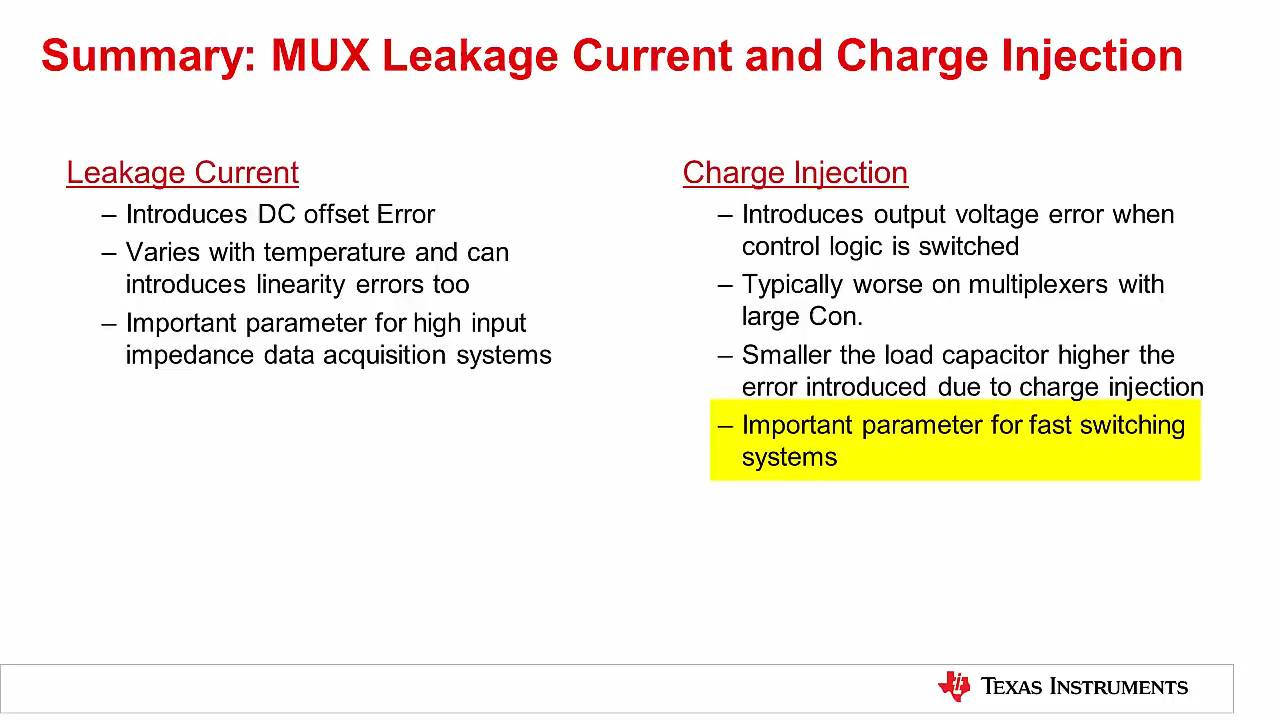 Summary: MUX Leakage Current and Charge Injection
Leakage Current
– Introduces DC offset Error
– Varies with temperature and can
introduces linearity errors too
– Important parameter for high input
impedance data acquisition systems
Charge Injection
– Introduces output voltage error when
control logic is switched
– Typically worse on multiplexers with
large Con.
– Smaller the load capacitor higher the
error introduced due to charge injection
– Important parameter for fast switching
systems
TEXAS INSTRUMENTS